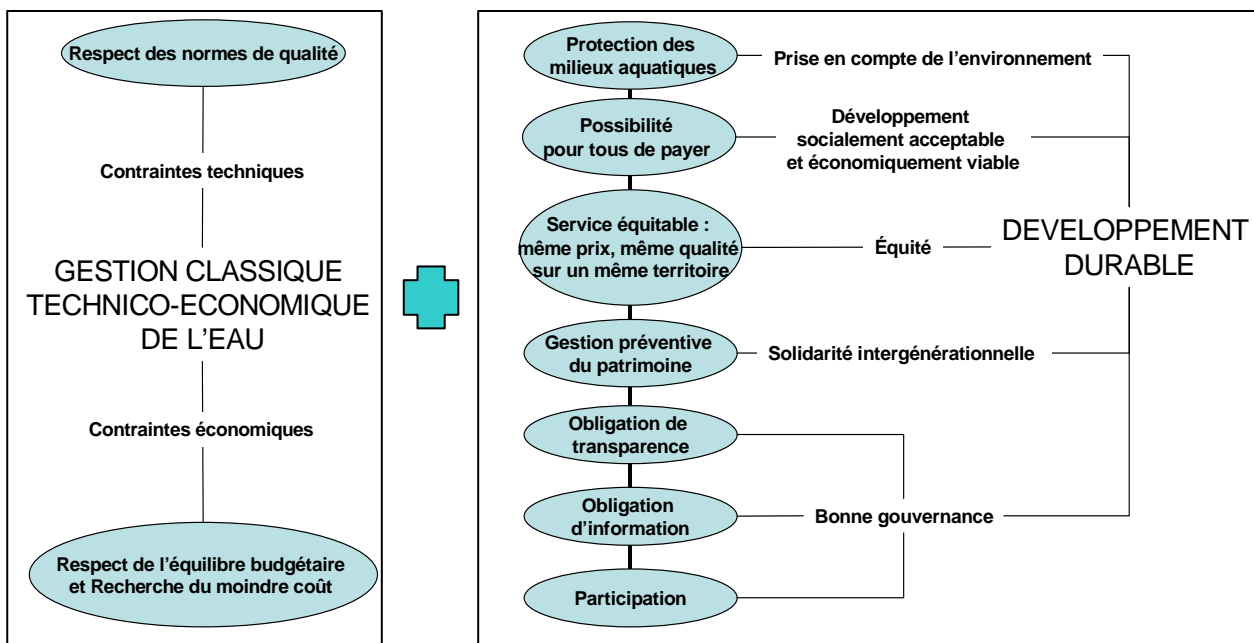 Respect des normes de qualité
Contraintes techniques
GESTION CLASSIQUE
TECHNICO-ECONOMIQUE
DE L'EAU
Contraintes économiques
Respect de l'équilibre budgétaire
et Recherche du moindre coût
Protection des
milieux aquatiques
Prise en compte de l'environnement
Possibilité
pour tous de payer
Développement
socialement acceptable
et économiquement viable
Service équitable :
même prix, même qualité
sur un même territoire
Équité
DEVELOPPEMENT
DURABLE
Gestion préventive
du patrimoine
Solidarité intergénérationnelle
Obligation de
transparence
Obligation
d'information
Bonne gouvernance
Participation